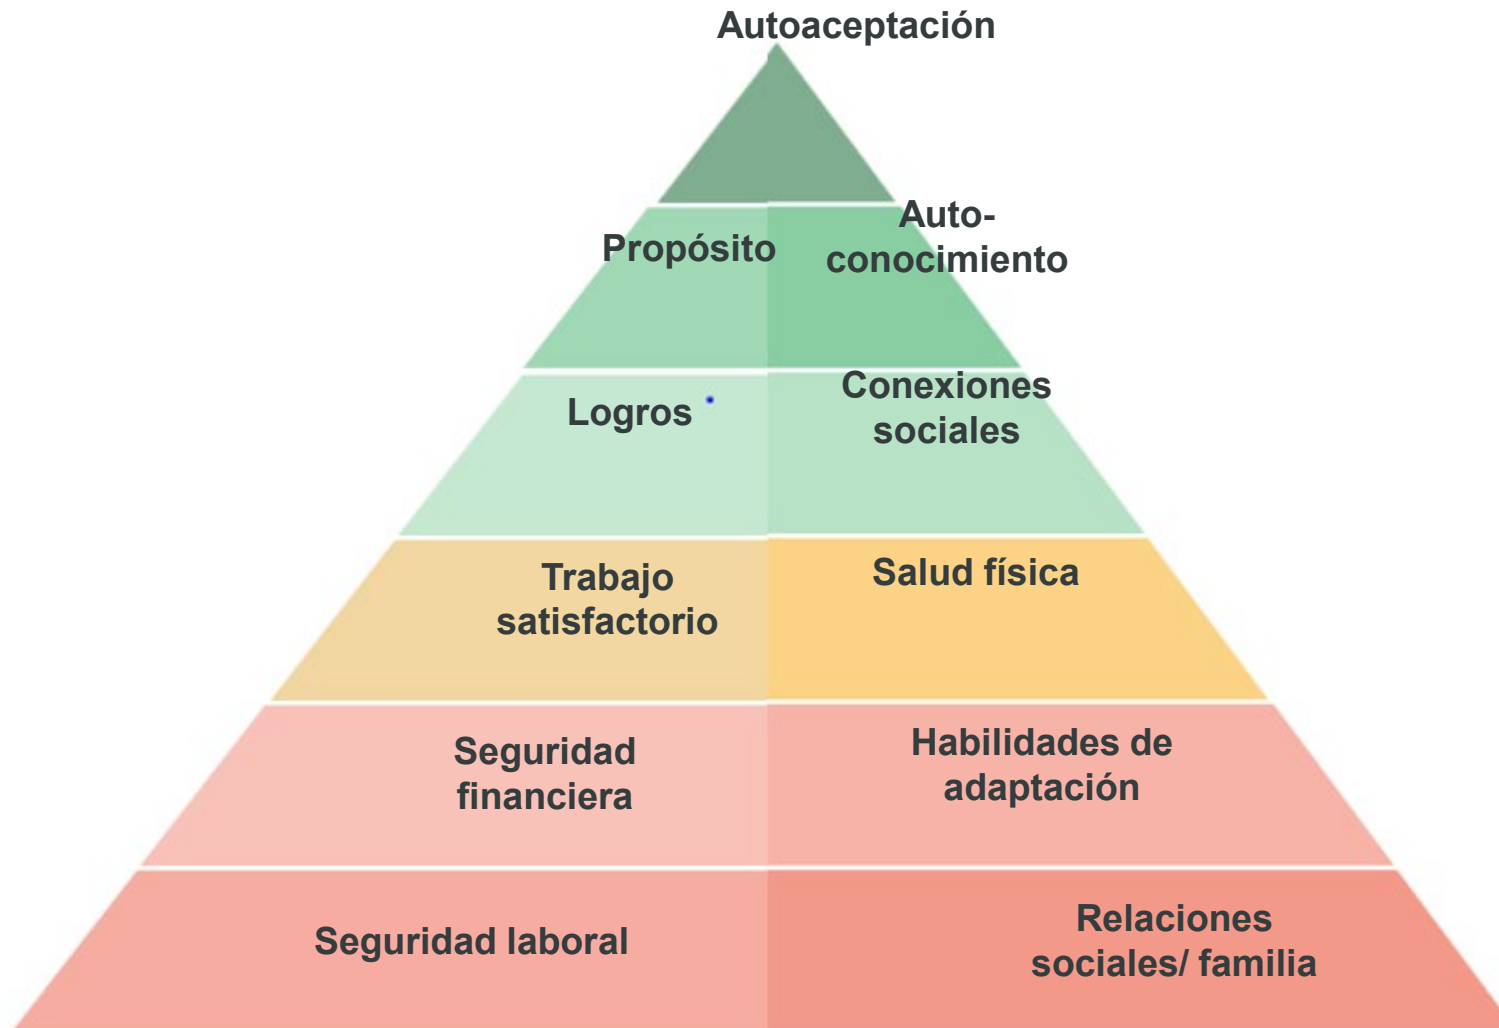 Autoaceptación
Propósito
Auto-
conocimiento
Logros
Conexiones
sociales
Trabajo
satisfactorio
Salud física
Seguridad
financiera
Habilidades de
adaptación
Seguridad laboral
Relaciones
sociales/ familia